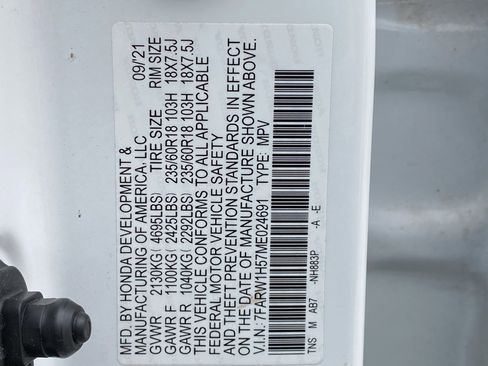 MFD. BY HONDA DEVELOPMENT &
MANUFACTURING OF AMERICA, LLC 09/'21
GVWR 2130KG( 4695LBS) TIRE SIZE RIM SIZE
GAWR F 1100KG( 2425LBS) 235/60R18 103H 18X7.5J
GAWR R 1040KG( 2292LBS) 235/60R18 103H 18X7.5J
THIS VEHICLE CONFORMS TO ALL APPLICABLE
FEDERAL MOTOR VEHICLE SAFETY
AND THEFT PREVENTION STANDARDS IN EFFECT
ON THE DATE OF MANUFACTURE SHOWN ABOVE.
V.I.N.: 7FARW1H57ME024691 TYPE: MPV
TNS M AB7 -NH883P -A -E